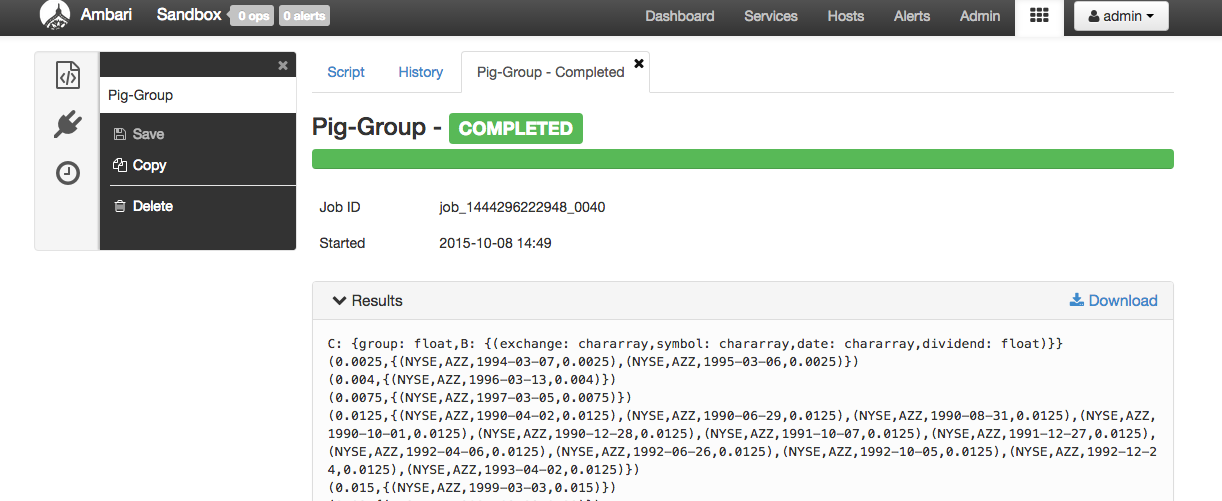 Ambari Sandbox 0 ops 0 alerts Dashboard Services Hosts Alerts Admin admin
Pig-Group
Save
Copy
Delete
Script History Pig-Group - Completed
Pig-Group - COMPLETED
Job ID job_1444296222948_0040
Started 2015-10-08 14:49
Results Download
C: {group: float,B: {(exchange: chararray,symbol: chararray,date: chararray,dividend: float)}}
(0.0025,{(NYSE,AZZ,1994-03-07,0.0025),(NYSE,AZZ,1995-03-06,0.0025)})
(0.004,{(NYSE,AZZ,1996-03-13,0.004)})
(0.0075,{(NYSE,AZZ,1997-03-05,0.0075)})
(0.0125,{(NYSE,AZZ,1990-04-02,0.0125),(NYSE,AZZ,1990-06-29,0.0125),(NYSE,AZZ,1990-08-31,0.0125),(NYSE,AZZ,
1990-10-01,0.0125),(NYSE,AZZ,1990-12-28,0.0125),(NYSE,AZZ,1991-10-07,0.0125),(NYSE,AZZ,1991-12-27,0.0125),
(NYSE,AZZ,1992-04-06,0.0125),(NYSE,AZZ,1992-06-26,0.0125),(NYSE,AZZ,1992-10-05,0.0125),(NYSE,AZZ,1992-12-2
4,0.0125),(NYSE,AZZ,1993-04-02,0.0125)})
(0.015,{(NYSE,AZZ,1999-03-03,0.015)})